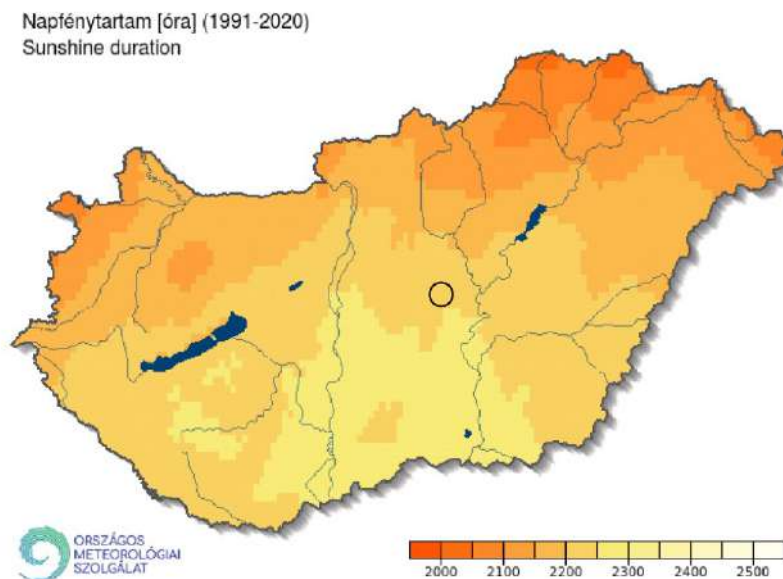 Napfénytartam [óra] (1991-2020)
Sunshine duration
ORSZÁGOS
METEOROLÓGIAI
SZOLGÁLAT
2000 2100 2200 2300 2400 2500